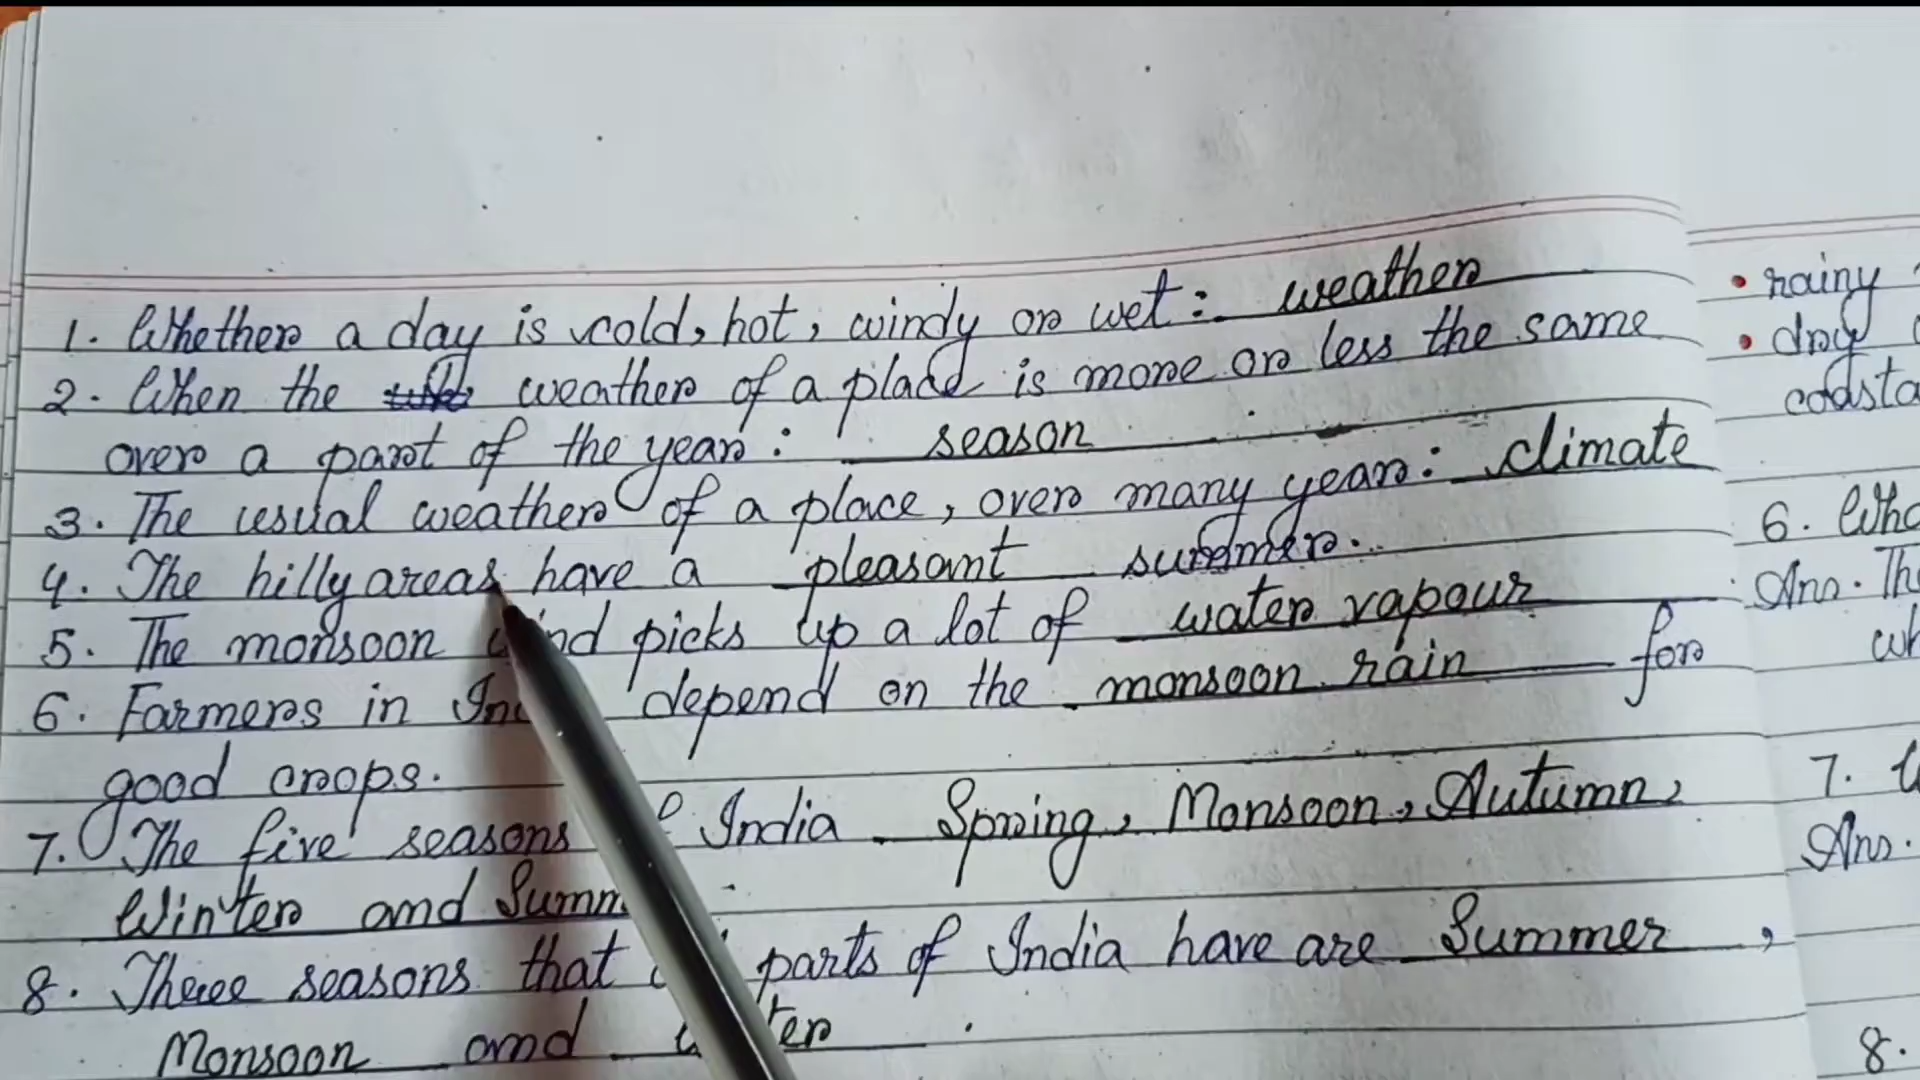 1. Whether a day is cold, hot, windy or wet: weather
2. When the weather of a place is more or less the same
over a part of the year: season
3. The usual weather of a place, over many year: climate
4. The hilly areas have a pleasant summer.
5. The monsoon picks up a lot of water vapour
6. Farmers in depend on the monsoon rain for
good crops.
7. The five seasons India Spring, Monsoon, Autumn,
Winter and
8. Three seasons that parts of India have are Summer,
Monsoon and .
• rainy
• dry
6.
Ans.
7.
Ans.
8.